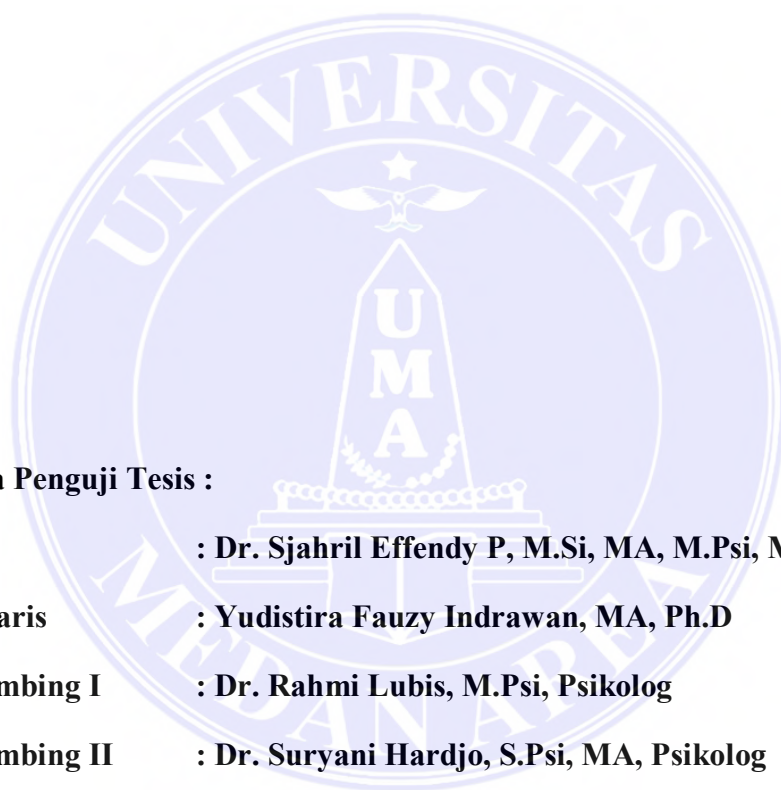 UNIVERSITAS
UMA
Penguji Tesis :
: Dr. Sjahril Effendy P, M.Si, MA, M.Psi,
aris : Yudistira Fauzy Indrawan, MA, Ph.D
mbing I : Dr. Rahmi Lubis, M.Psi, Psikolog
mbing II : Dr. Suryani Hardjo, S.Psi, MA, Psikolog
MEDAN AREA